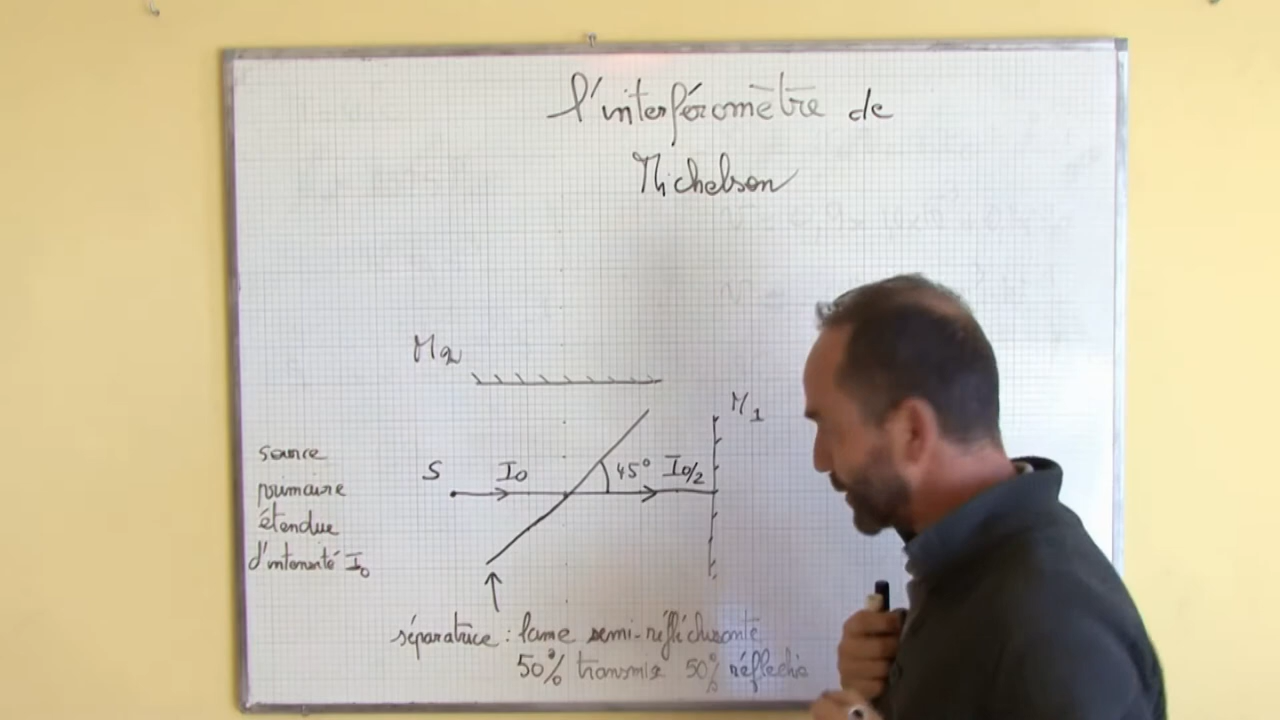 l'interféromètre de
Michelson
M2
M1
source
primaire
étendue
d'intensité I0
S
I0
45°
I0/2
séparatrice : lame semi-réfléchissante
50% transmis 50% réfléchis